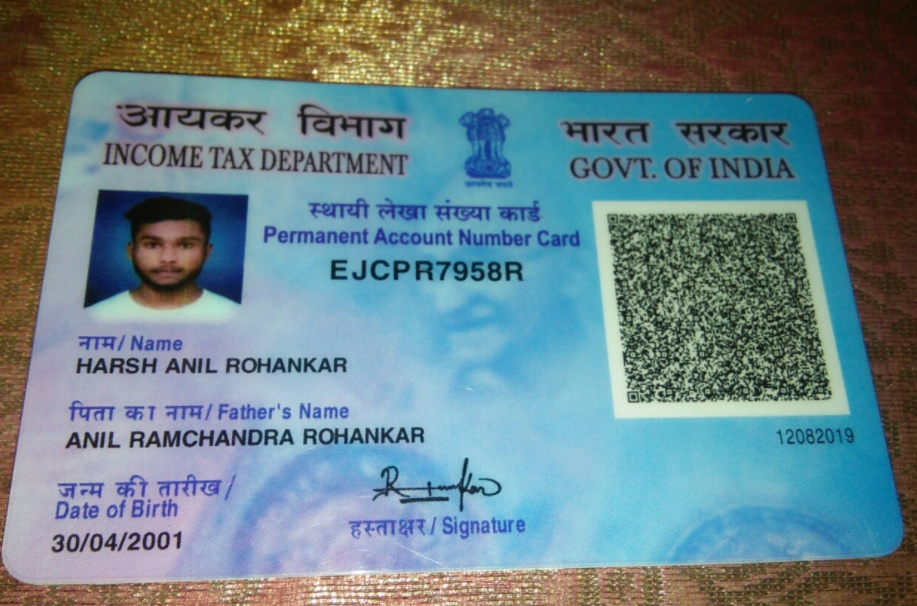 आयकर विभाग
INCOME TAX DEPARTMENT
भारत सरकार
GOVT. OF INDIA
सत्यमेव जयते
स्थायी लेखा संख्या कार्ड
Permanent Account Number Card
EJCPR7958R
नाम / Name
HARSH ANIL ROHANKAR
पिता का नाम / Father's Name
ANIL RAMCHANDRA ROHANKAR
12082019
जन्म की तारीख /
Date of Birth
30/04/2001
हस्ताक्षर / Signature